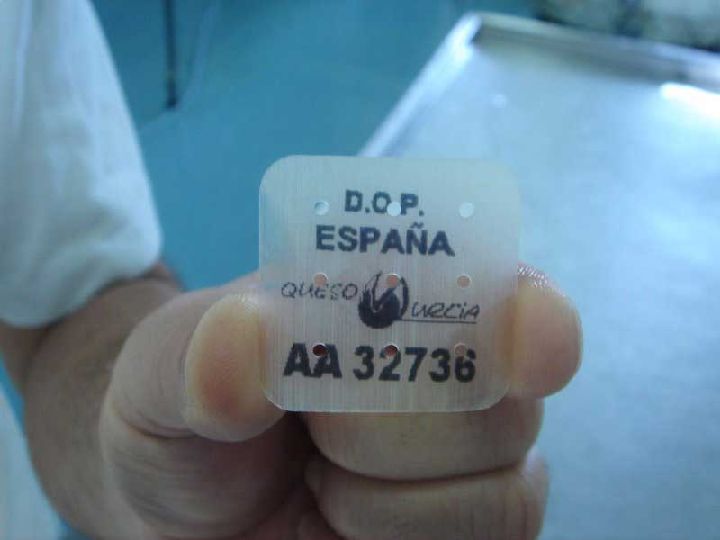 D.O.P.
ESPAÑA
QUESO MURCIA
AA 32736